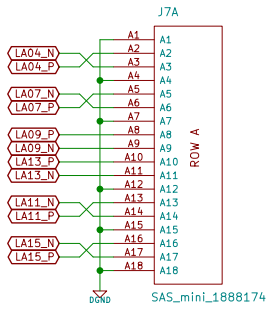 J7A
A1 A1
LA04_N A2 A2
LA04_P A3 A3
A4 A4
LA07_N A5 A5
LA07_P A6 A6
A7 A7
LA09_P A8 A8
LA09_N A9 A9
LA13_P A10 A10
LA13_N A11 A11
A12 A12
LA11_N A13 A13
LA11_P A14 A14
A15 A15
LA15_N A16 A16
LA15_P A17 A17
A18 A18
ROW A
DGND
SAS_mini_1888174